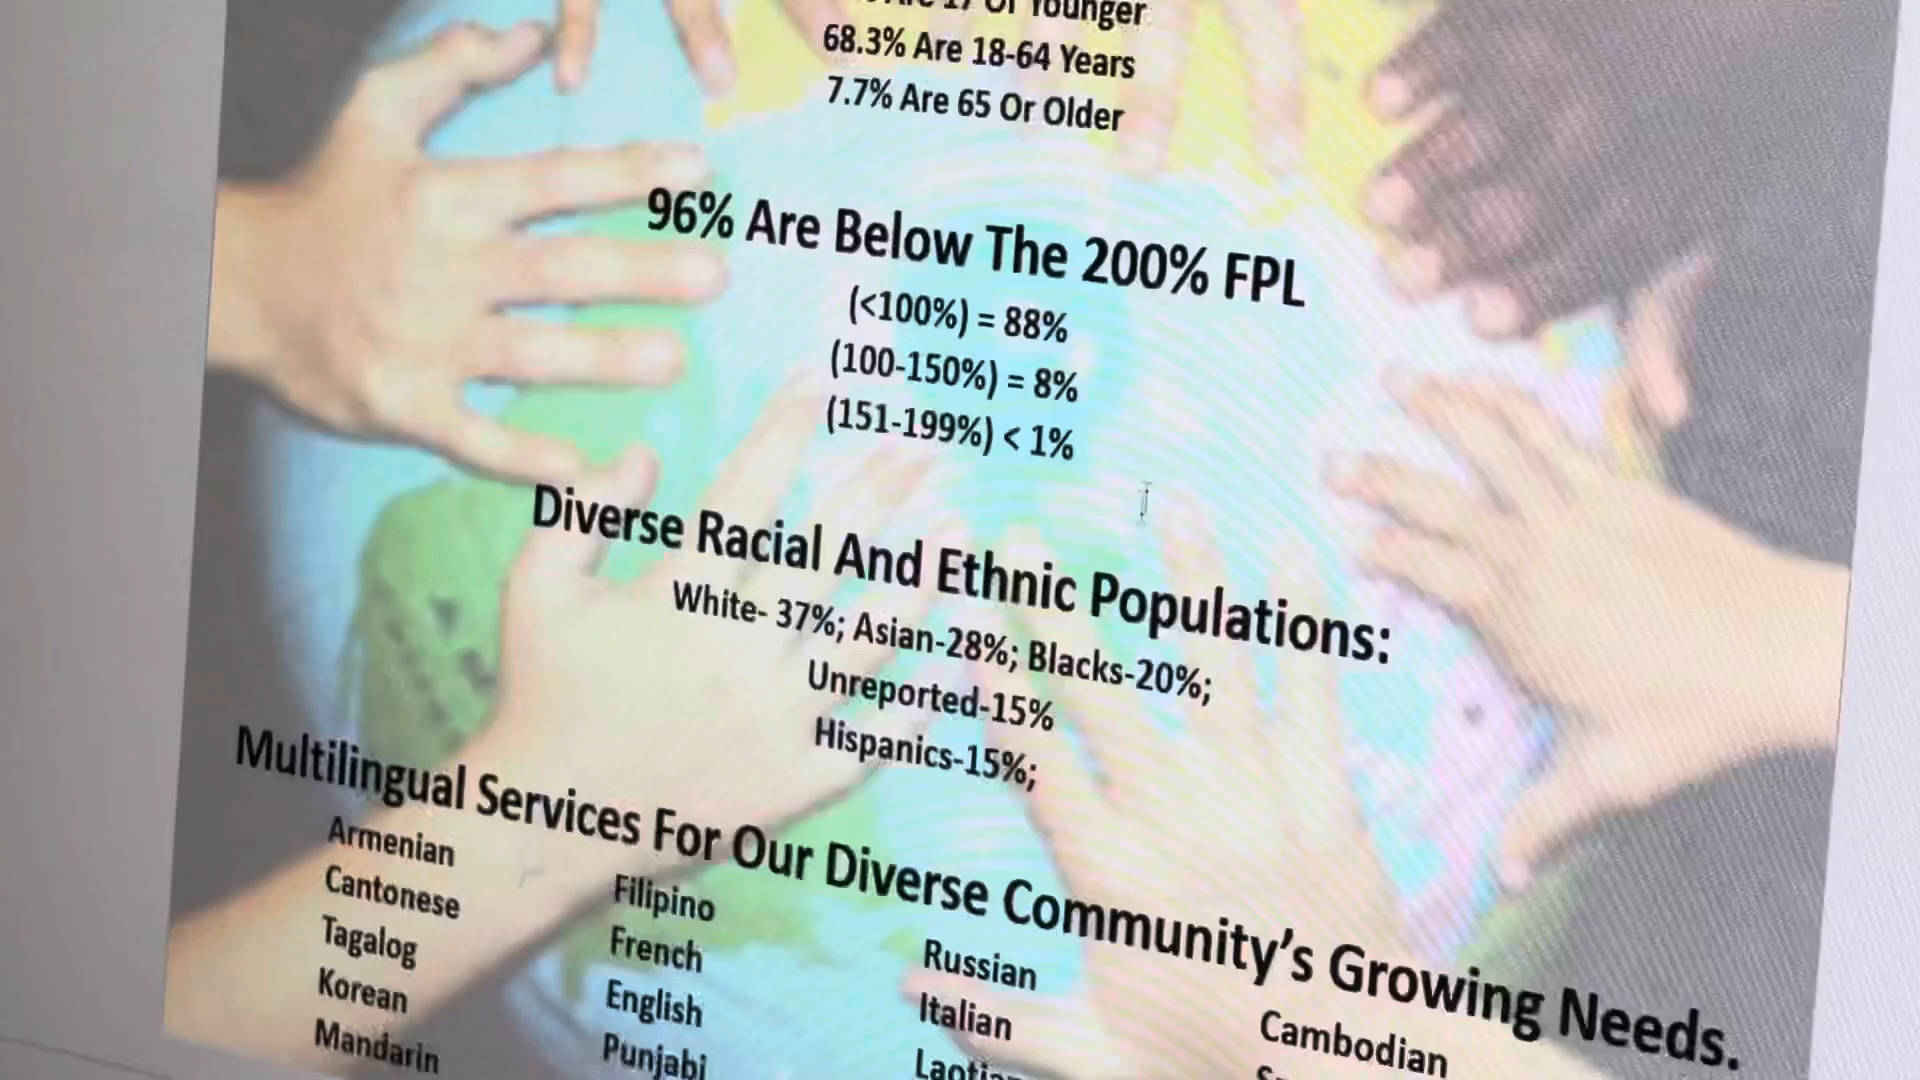 17 Or Younger
68.3% Are 18-64 Years
7.7% Are 65 Or Older
96% Are Below The 200% FPL
(<100%) = 88%
(100-150%) = 8%
(151-199%) < 1%
Diverse Racial And Ethnic Populations:
White- 37%; Asian-28%; Blacks-20%;
Unreported-15%
Hispanics-15%;
Multilingual Services For Our Diverse Community's Growing Needs.
Armenian
Cantonese
Tagalog
Korean
Mandarin
Filipino
French
English
Punjabi
Russian
Italian
Cambodian